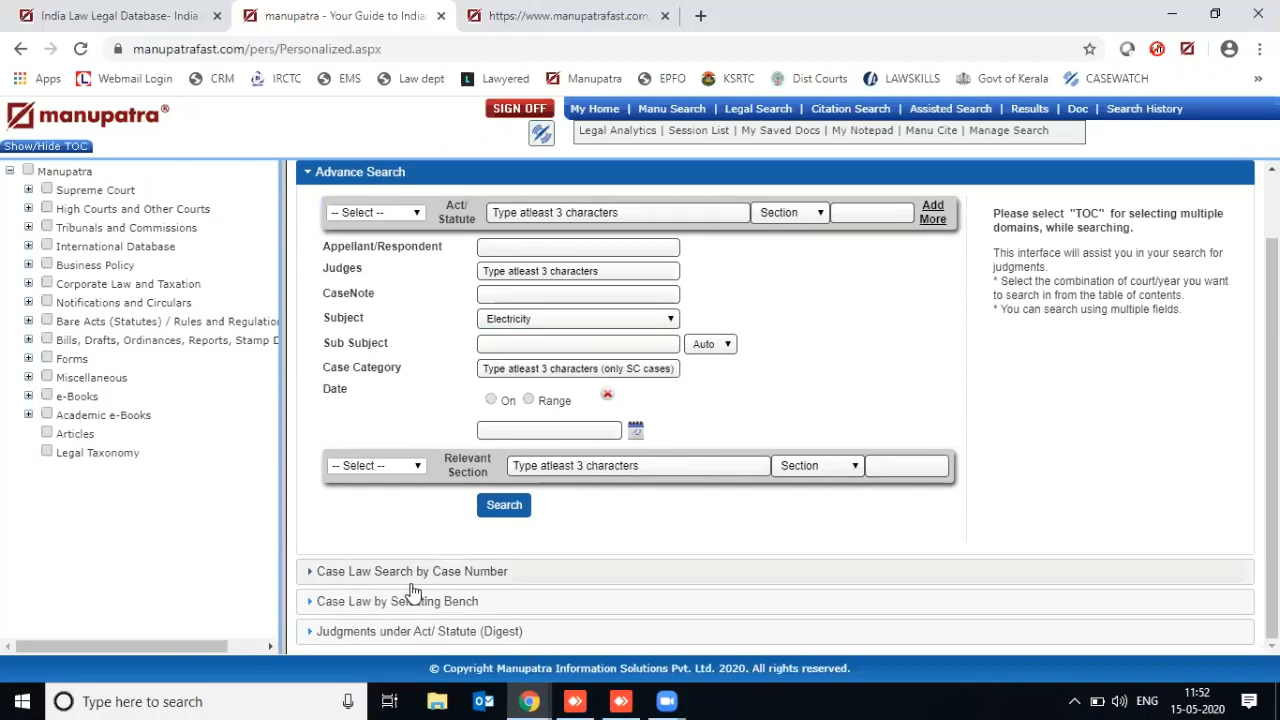 India Law Legal Database- India
manupatra - Your Guide to India
https://www.manupatrafast.com
manupatrafast.com/pers/Personalized.aspx
Apps Webmail Login CRM IRCTC EMS Law dept Lawyered Manupatra EPFO KSRTC Dist Courts LAWSKILLS Govt of Kerala CASEWATCH »
manupatra®
SIGN OFF
My Home | Manu Search | Legal Search | Citation Search | Assisted Search | Results | Doc | Search History
Legal Analytics | Session List | My Saved Docs | My Notepad | Manu Cite | Manage Search
Show/Hide TOC
Manupatra
Supreme Court
High Courts and Other Courts
Tribunals and Commissions
International Database
Business Policy
Corporate Law and Taxation
Notifications and Circulars
Bare Acts (Statutes) / Rules and Regulatio
Bills, Drafts, Ordinances, Reports, Stamp D
Forms
Miscellaneous
e-Books
Academic e-Books
Articles
Legal Taxonomy
Advance Search
-- Select -- Act/ Statute Type atleast 3 characters Section Add More
Appellant/Respondent
Judges Type atleast 3 characters
CaseNote
Subject Electricity
Sub Subject Auto
Case Category Type atleast 3 characters (only SC cases)
Date
On Range
-- Select -- Relevant Section Type atleast 3 characters Section
Search
Please select "TOC" for selecting multiple
domains, while searching.
This interface will assist you in your search for
judgments.
* Select the combination of court/year you want
to search in from the table of contents.
* You can search using multiple fields.
Case Law Search by Case Number
Case Law by Selecting Bench
Judgments under Act/ Statute (Digest)
© Copyright Manupatra Information Solutions Pvt. Ltd. 2020. All rights reserved.
Type here to search
ENG
11:52
15-05-2020